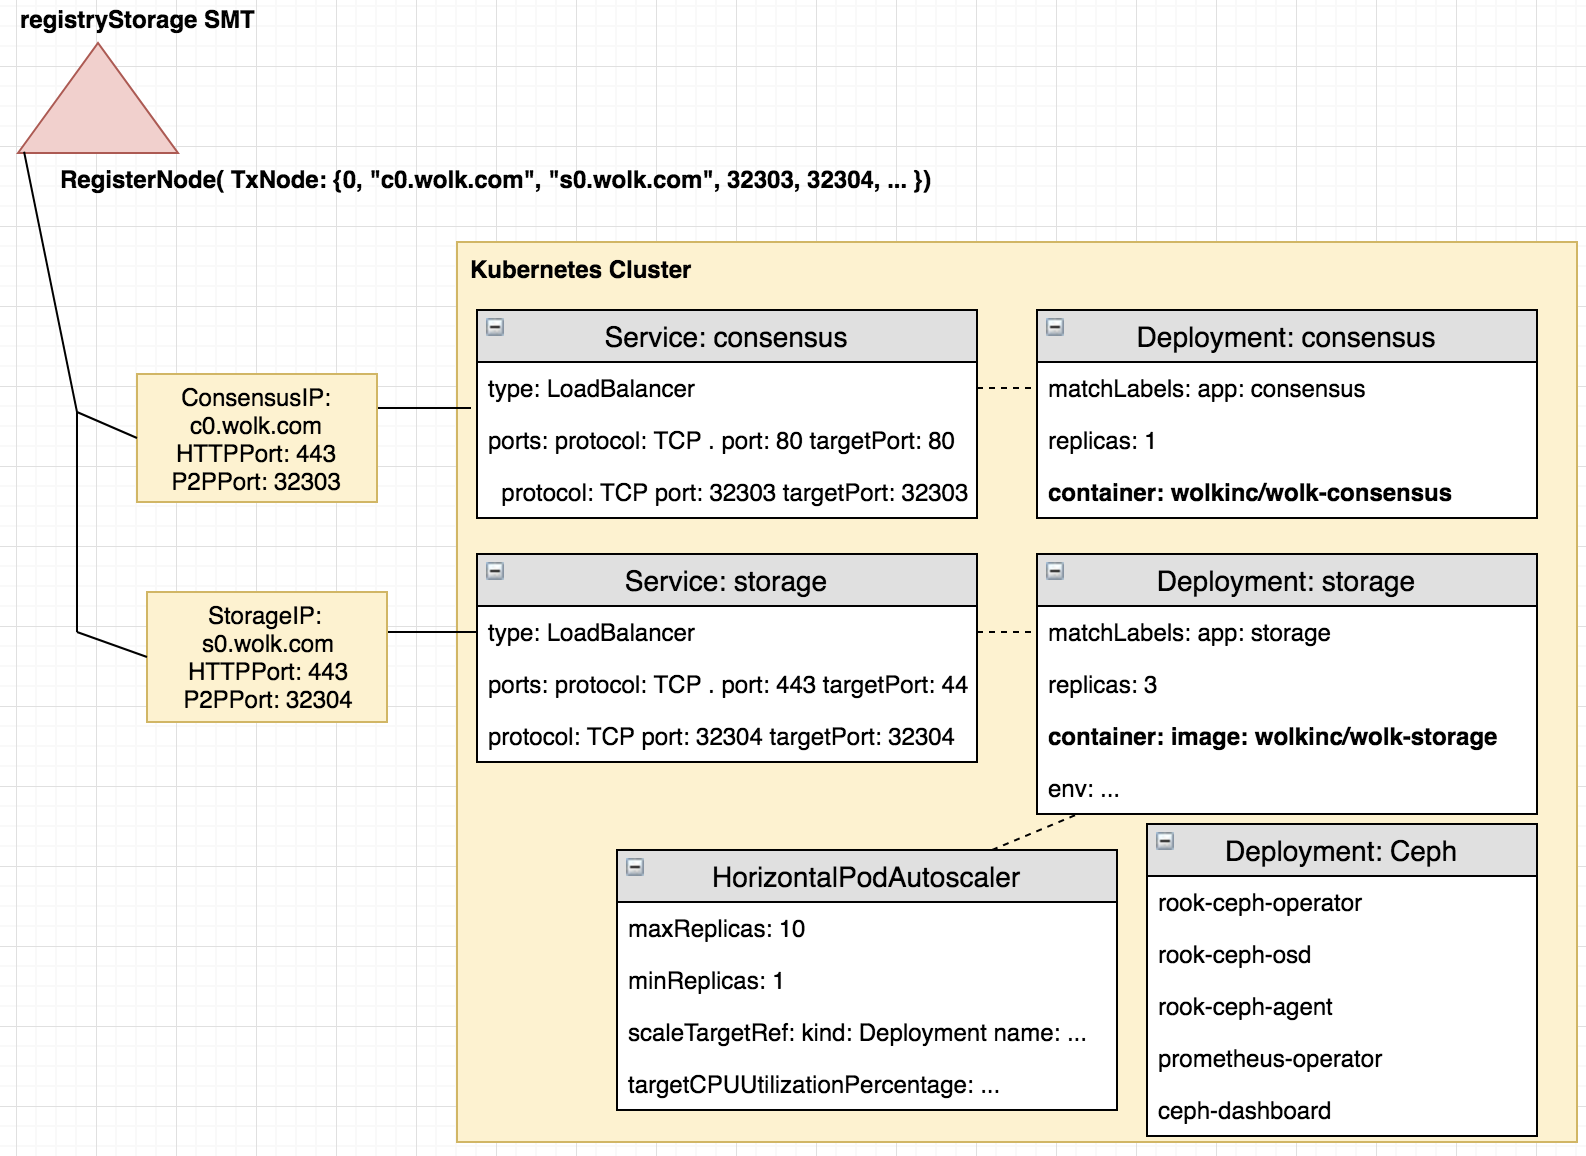 registryStorage SMT
RegisterNode( TxNode: {0, "c0.wolk.com", "s0.wolk.com", 32303, 32304, ... })
Kubernetes Cluster
ConsensusIP:
c0.wolk.com
HTTPPort: 443
P2PPort: 32303
Service: consensus
type: LoadBalancer
ports: protocol: TCP . port: 80 targetPort: 80
protocol: TCP port: 32303 targetPort: 32303
Deployment: consensus
matchLabels: app: consensus
replicas: 1
container: wolkinc/wolk-consensus
StorageIP:
s0.wolk.com
HTTPPort: 443
P2PPort: 32304
Service: storage
type: LoadBalancer
ports: protocol: TCP . port: 443 targetPort: 44
protocol: TCP port: 32304 targetPort: 32304
Deployment: storage
matchLabels: app: storage
replicas: 3
container: image: wolkinc/wolk-storage
env: ...
HorizontalPodAutoscaler
maxReplicas: 10
minReplicas: 1
scaleTargetRef: kind: Deployment name: ...
targetCPUUtilizationPercentage: ...
Deployment: Ceph
rook-ceph-operator
rook-ceph-osd
rook-ceph-agent
prometheus-operator
ceph-dashboard